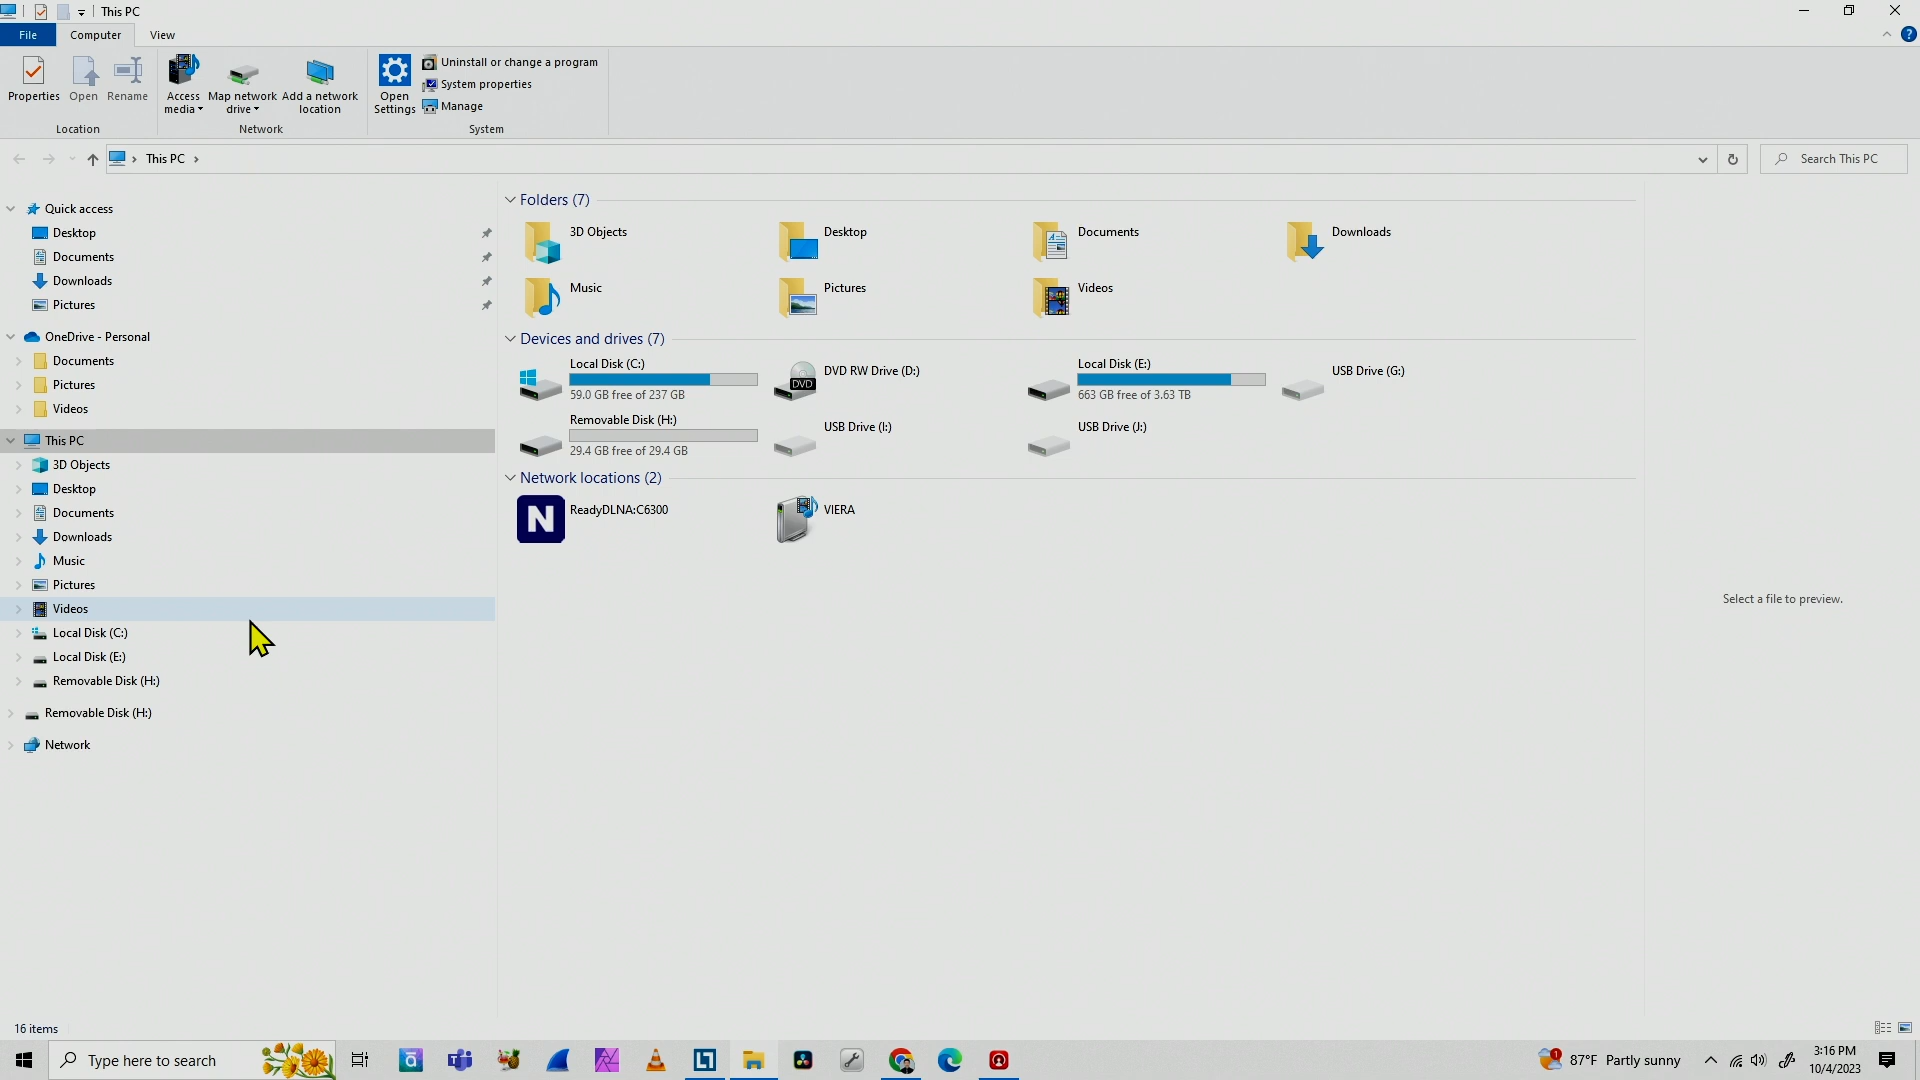 This PC
File
Computer
View
Properties
Open
Rename
Access media
Map network drive
Add a network location
Open Settings
Uninstall or change a program
System properties
Manage
Location
Network
System
This PC
Search This PC
Quick access
Desktop
Documents
Downloads
Pictures
OneDrive - Personal
Documents
Pictures
Videos
This PC
3D Objects
Desktop
Documents
Downloads
Music
Pictures
Videos
Local Disk (C:)
Local Disk (E:)
Removable Disk (H:)
Removable Disk (H:)
Network
Folders (7)
3D Objects
Desktop
Documents
Downloads
Music
Pictures
Videos
Devices and drives (7)
Local Disk (C:)
59.0 GB free of 237 GB
DVD
DVD RW Drive (D:)
Local Disk (E:)
663 GB free of 3.63 TB
USB Drive (G:)
Removable Disk (H:)
29.4 GB free of 29.4 GB
USB Drive (I:)
USB Drive (J:)
Network locations (2)
N
ReadyDLNA:C6300
VIERA
Select a file to preview.
16 items
Type here to search
87°F Partly sunny
3:16 PM
10/4/2023